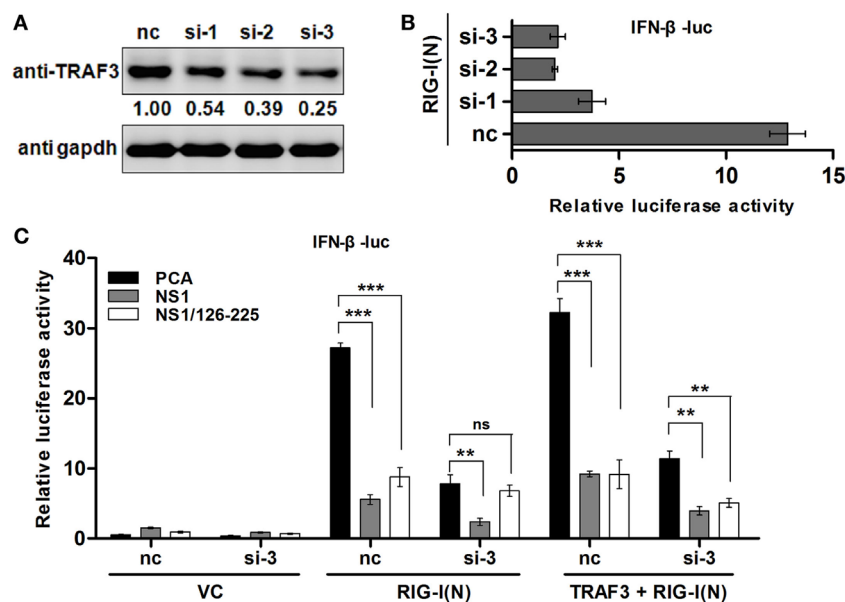 A
nc si-1 si-2 si-3
anti-TRAF3
1.00 0.54 0.39 0.25
anti gapdh
B
IFN-β -luc
RIG-I(N)
si-3
si-2
si-1
nc
0 5 10 15
Relative luciferase activity
C
IFN-β -luc
PCA
NS1
NS1/126-225
Relative luciferase activity
40
30
20
10
0
***
***
ns
**
***
***
**
**
nc si-3 nc si-3 nc si-3
VC RIG-I(N) TRAF3 + RIG-I(N)